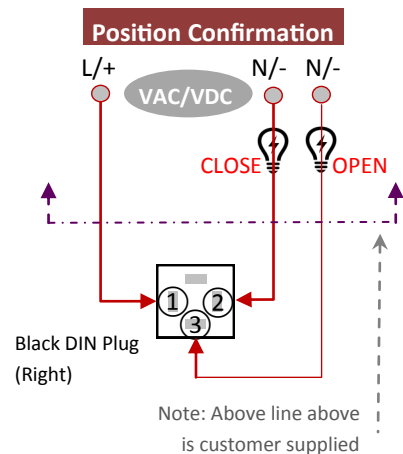 Position Confirmation
L/+ N/- N/-
VAC/VDC
CLOSE OPEN
1 2
3
Black DIN Plug
(Right)
Note: Above line above
is customer supplied